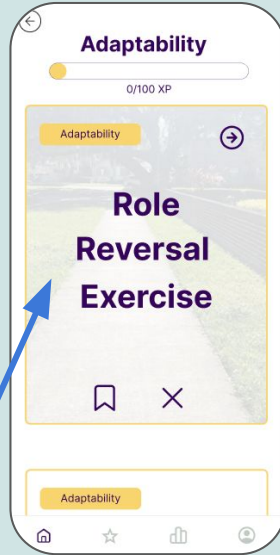 Adaptability
0/100 XP
Adaptability
Role
Reversal
Exercise
Adaptability